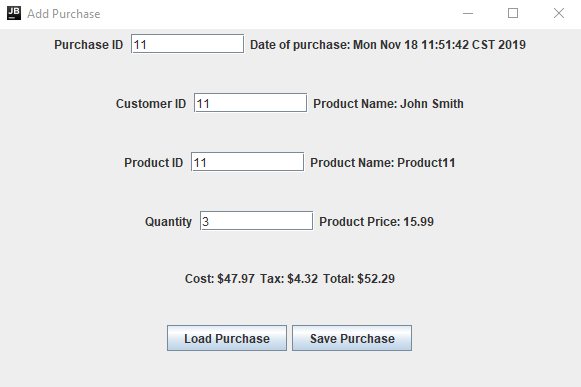 JB Add Purchase
Purchase ID 11 Date of purchase: Mon Nov 18 11:51:42 CST 2019
Customer ID 11 Product Name: John Smith
Product ID 11 Product Name: Product11
Quantity 3 Product Price: 15.99
Cost: $47.97 Tax: $4.32 Total: $52.29
Load Purchase Save Purchase